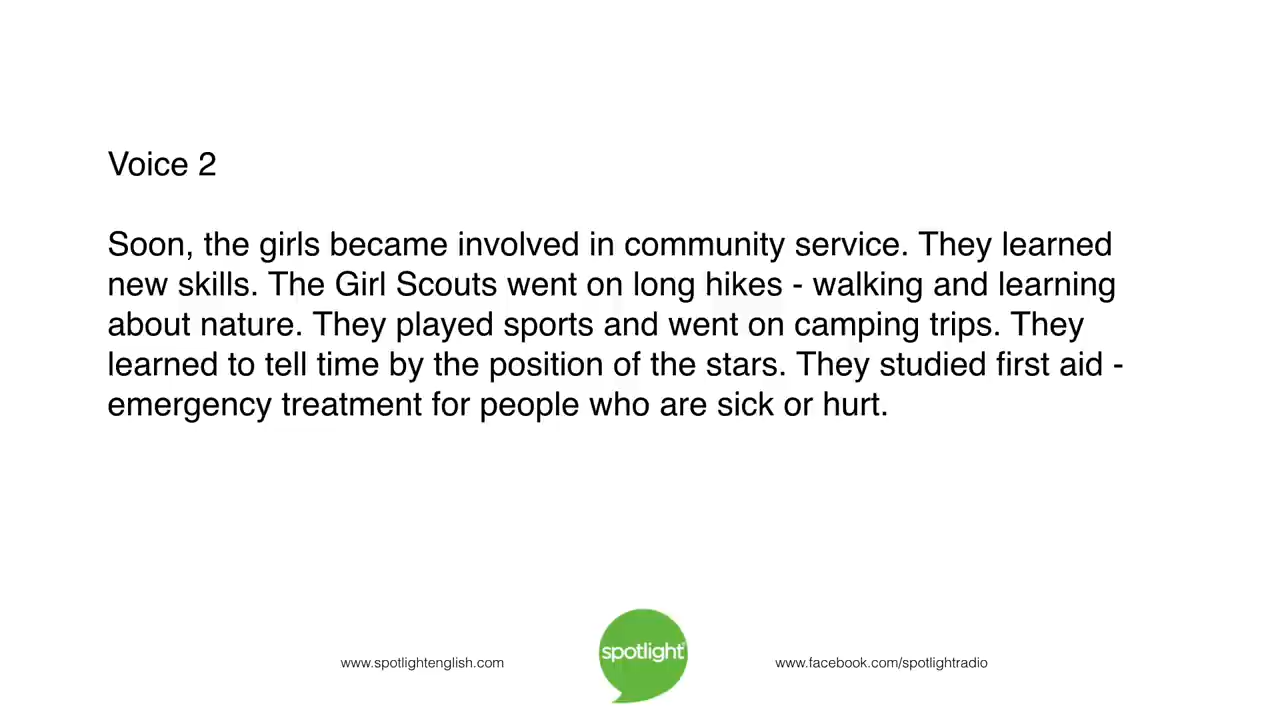 Voice 2
Soon, the girls became involved in community service. They learned
new skills. The Girl Scouts went on long hikes - walking and learning
about nature. They played sports and went on camping trips. They
learned to tell time by the position of the stars. They studied first aid -
emergency treatment for people who are sick or hurt.
www.spotlightenglish.com
spotlight
www.facebook.com/spotlightradio